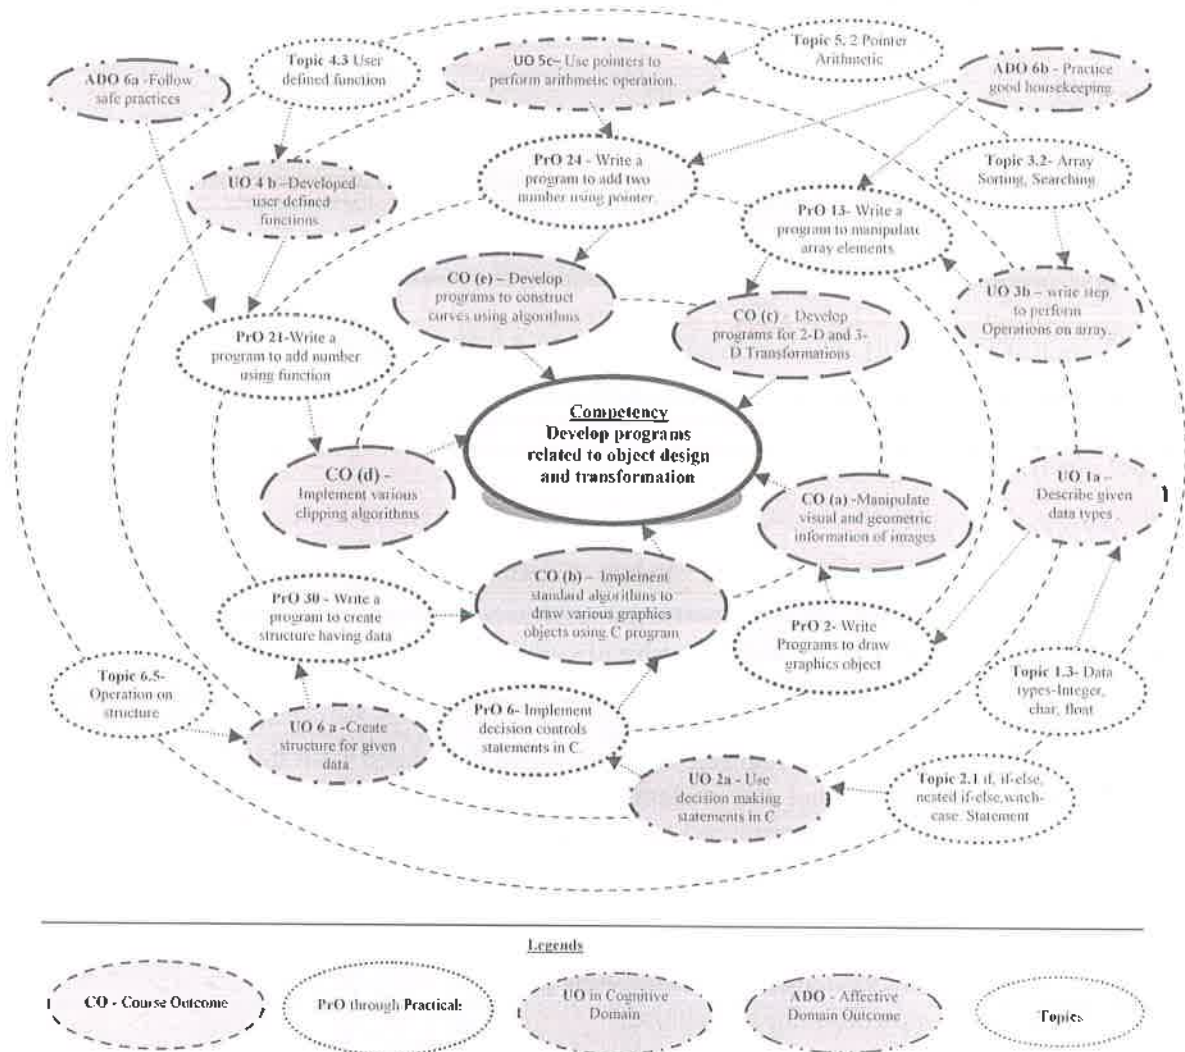 Topic 4.3 User
defined function
UO 5c– Use pointers to
perform arithmetic operation.
Topic 5. 2 Pointer
Arithmetic
ADO 6a -Follow
safe practices
ADO 6b - Practice
good housekeeping.
PrO 24 - Write a
program to add two
number using pointer.
Topic 3.2- Array
Sorting, Searching.
UO 4 b –Developed
user defined
functions
PrO 13- Write a
program to manipulate
array elements
CO (e) – Develop
programs to construct
curves using algorithms
UO 3b – write step
to perform
Operations on array.
CO (c) - Develop
programs for 2-D and 3-
D Transformations
PrO 21-Write a
program to add number
using function
Competency
Develop programs
related to object design
and transformation
CO (d) -
Implement various
clipping algorithms
CO (a) -Manipulate
visual and geometric
information of images
UO 1a –
Describe given
data types
CO (b) – Implement
standard algorithms to
draw various graphics
objects using C program
PrO 30 - Write a
program to create
structure having data
PrO 2- Write
Programs to draw
graphics object
Topic 6.5-
Operation on
structure
Topic 1.3- Data
types-Integer,
char, float
UO 6 a -Create
structure for given
data
PrO 6- Implement
decision controls
statements in C.
UO 2a - Use
decision making
statements in C
Topic 2.1 if, if-else,
nested if-else,witch-
case. Statement
Legends
CO - Course Outcome
PrO through Practical:
UO in Cognitive
Domain
ADO - Affective
Domain Outcome
Topics